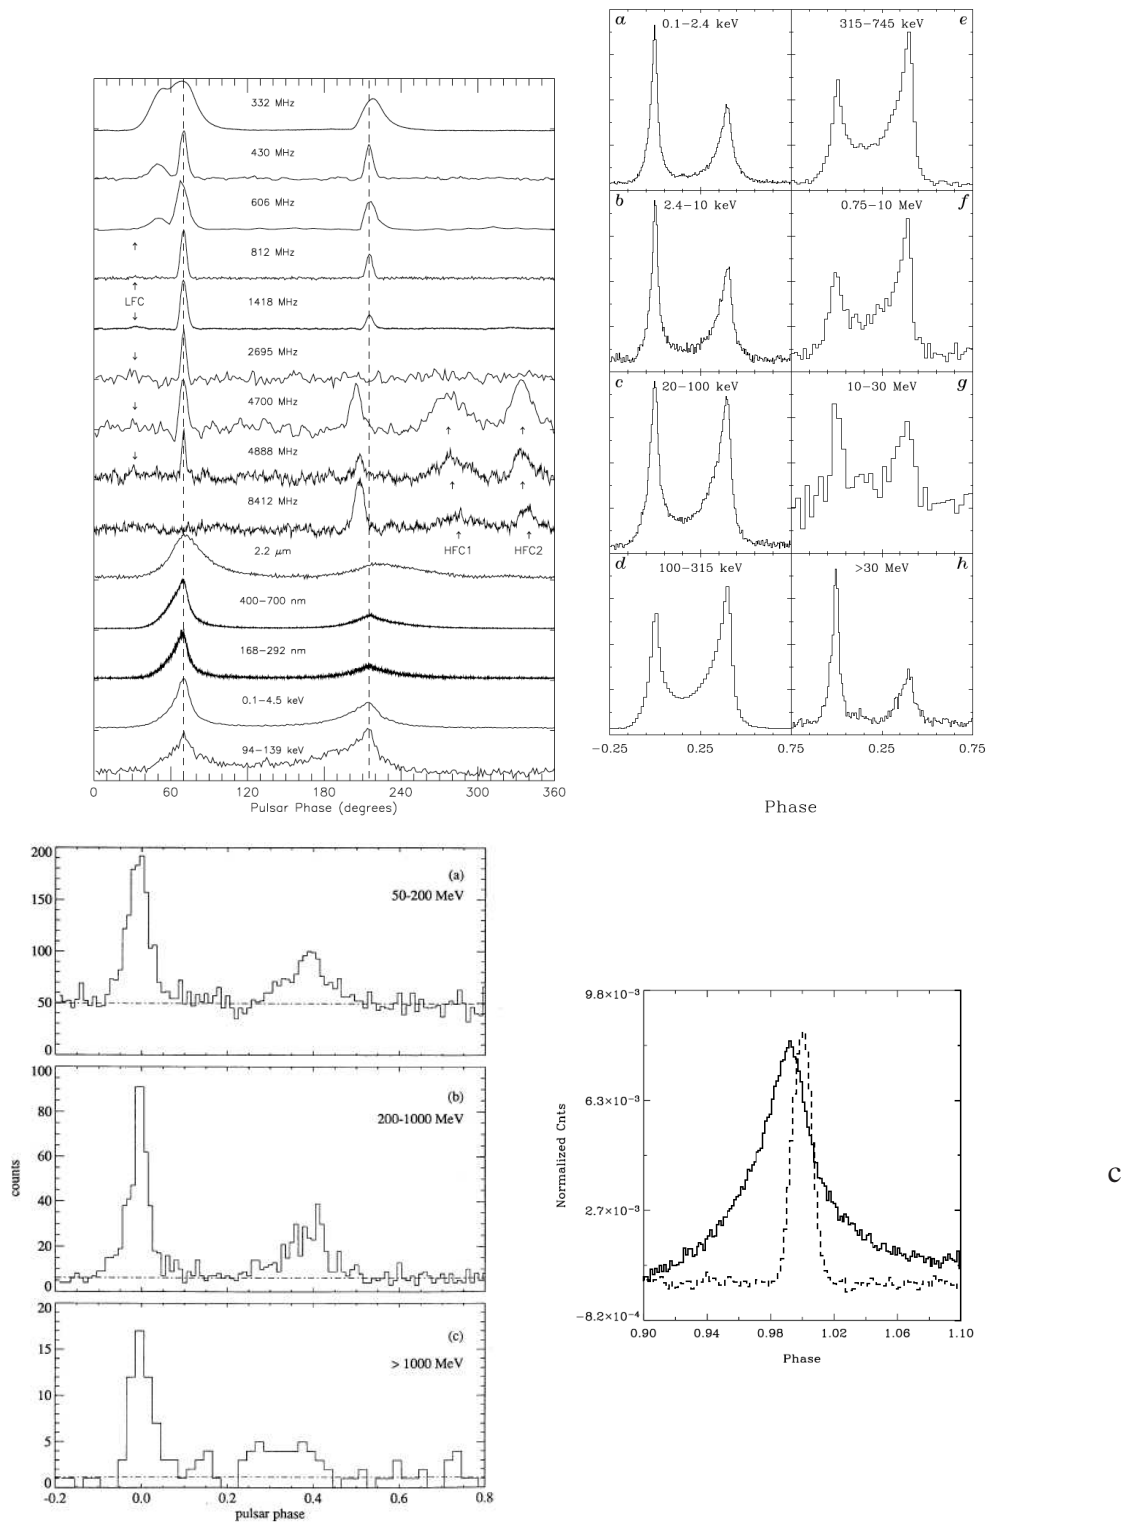 332 MHz
430 MHz
606 MHz
812 MHz
LFC
1418 MHz
2695 MHz
4700 MHz
4888 MHz
8412 MHz
HFC1 HFC2
2.2 μm
400−700 nm
168−292 nm
0.1−4.5 keV
94−139 keV
0 60 120 180 240 300 360
Pulsar Phase (degrees)
a 0.1−2.4 keV 315−745 keV e
b 2.4−10 keV 0.75−10 MeV f
c 20−100 keV 10−30 MeV g
d 100−315 keV >30 MeV h
−0.25 0.25 0.75 0.25 0.75
Phase
200
150
100
50
0
(a)
50-200 MeV
100
80
60
40
20
0
(b)
200-1000 MeV
counts
20
15
10
5
0
(c)
> 1000 MeV
-0.2 0.0 0.2 0.4 0.6 0.8
pulsar phase
9.8×10⁻³
6.3×10⁻³
2.7×10⁻³
−8.2×10⁻⁴
Normalized Cnts
0.90 0.94 0.98 1.02 1.06 1.10
Phase
c